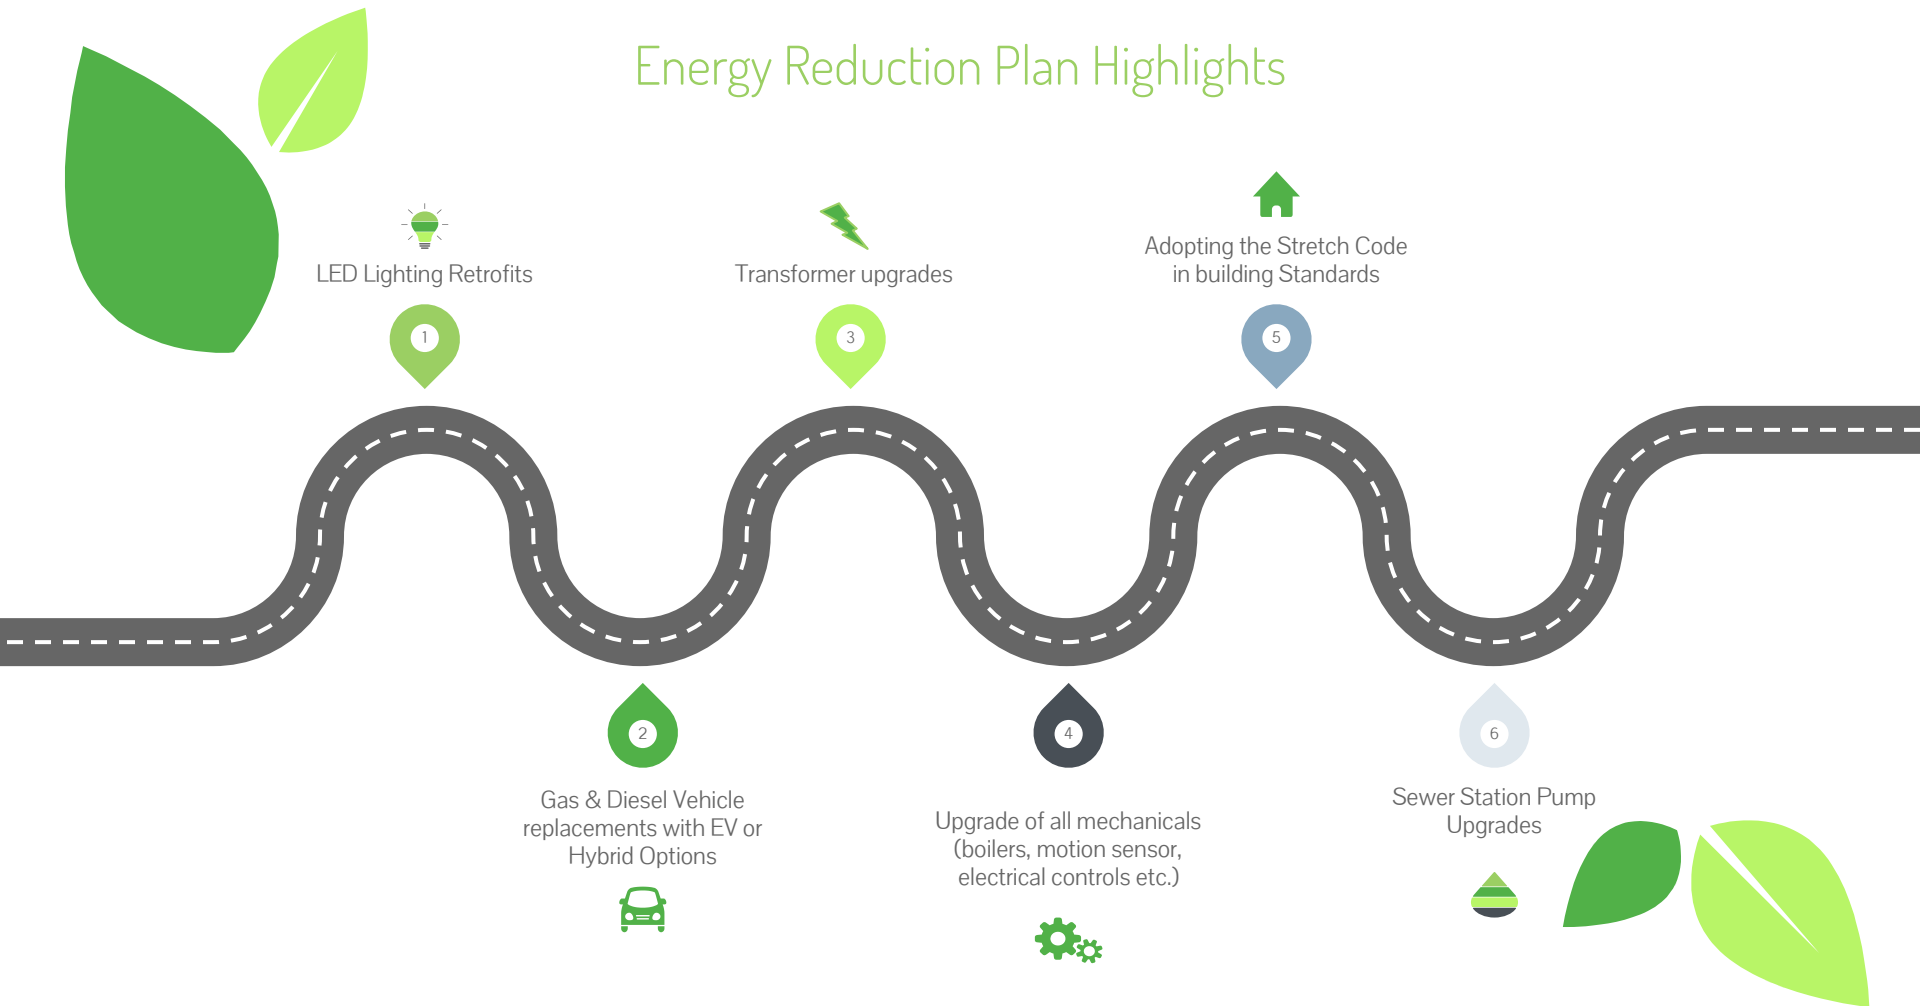 Energy Reduction Plan Highlights
LED Lighting Retrofits
1
Gas & Diesel Vehicle
replacements with EV or
Hybrid Options
2
Transformer upgrades
3
Upgrade of all mechanicals
(boilers, motion sensor,
electrical controls etc.)
4
Adopting the Stretch Code
in building Standards
5
Sewer Station Pump
Upgrades
6